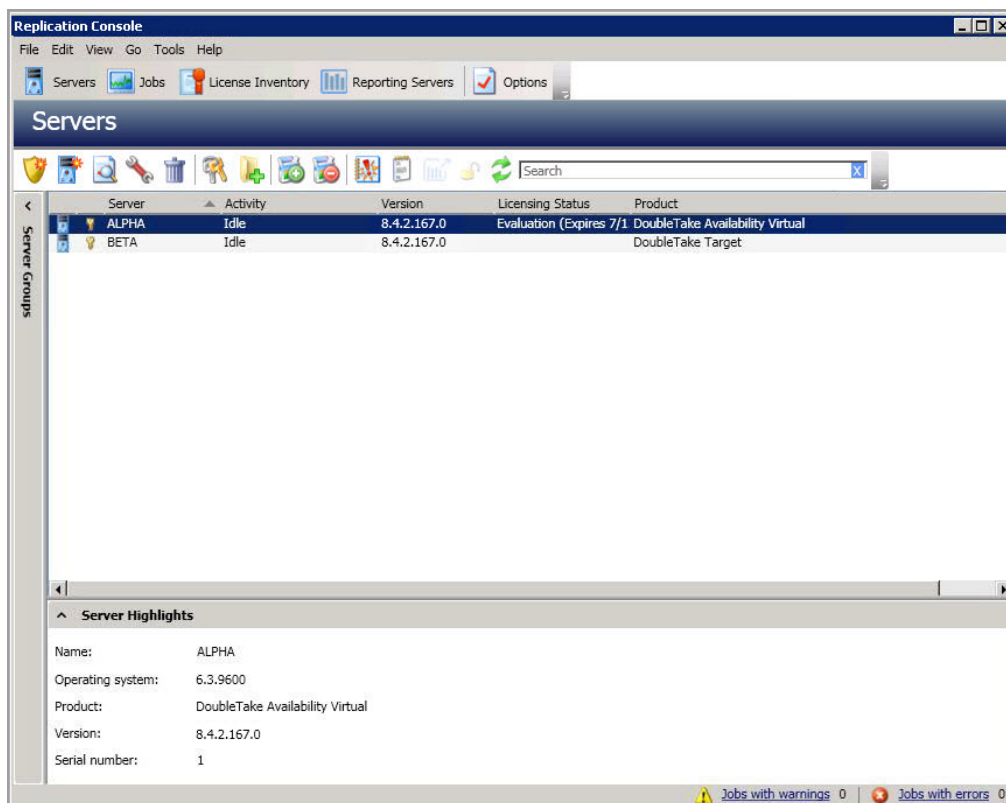 Replication Console
File Edit View Go Tools Help
Servers Jobs License Inventory Reporting Servers Options
Servers
Search X
Server Groups
Server Activity Version Licensing Status Product
ALPHA Idle 8.4.2.167.0 Evaluation (Expires 7/1 DoubleTake Availability Virtual
BETA Idle 8.4.2.167.0 DoubleTake Target
Server Highlights
Name: ALPHA
Operating system: 6.3.9600
Product: DoubleTake Availability Virtual
Version: 8.4.2.167.0
Serial number: 1
Jobs with warnings 0 Jobs with errors 0